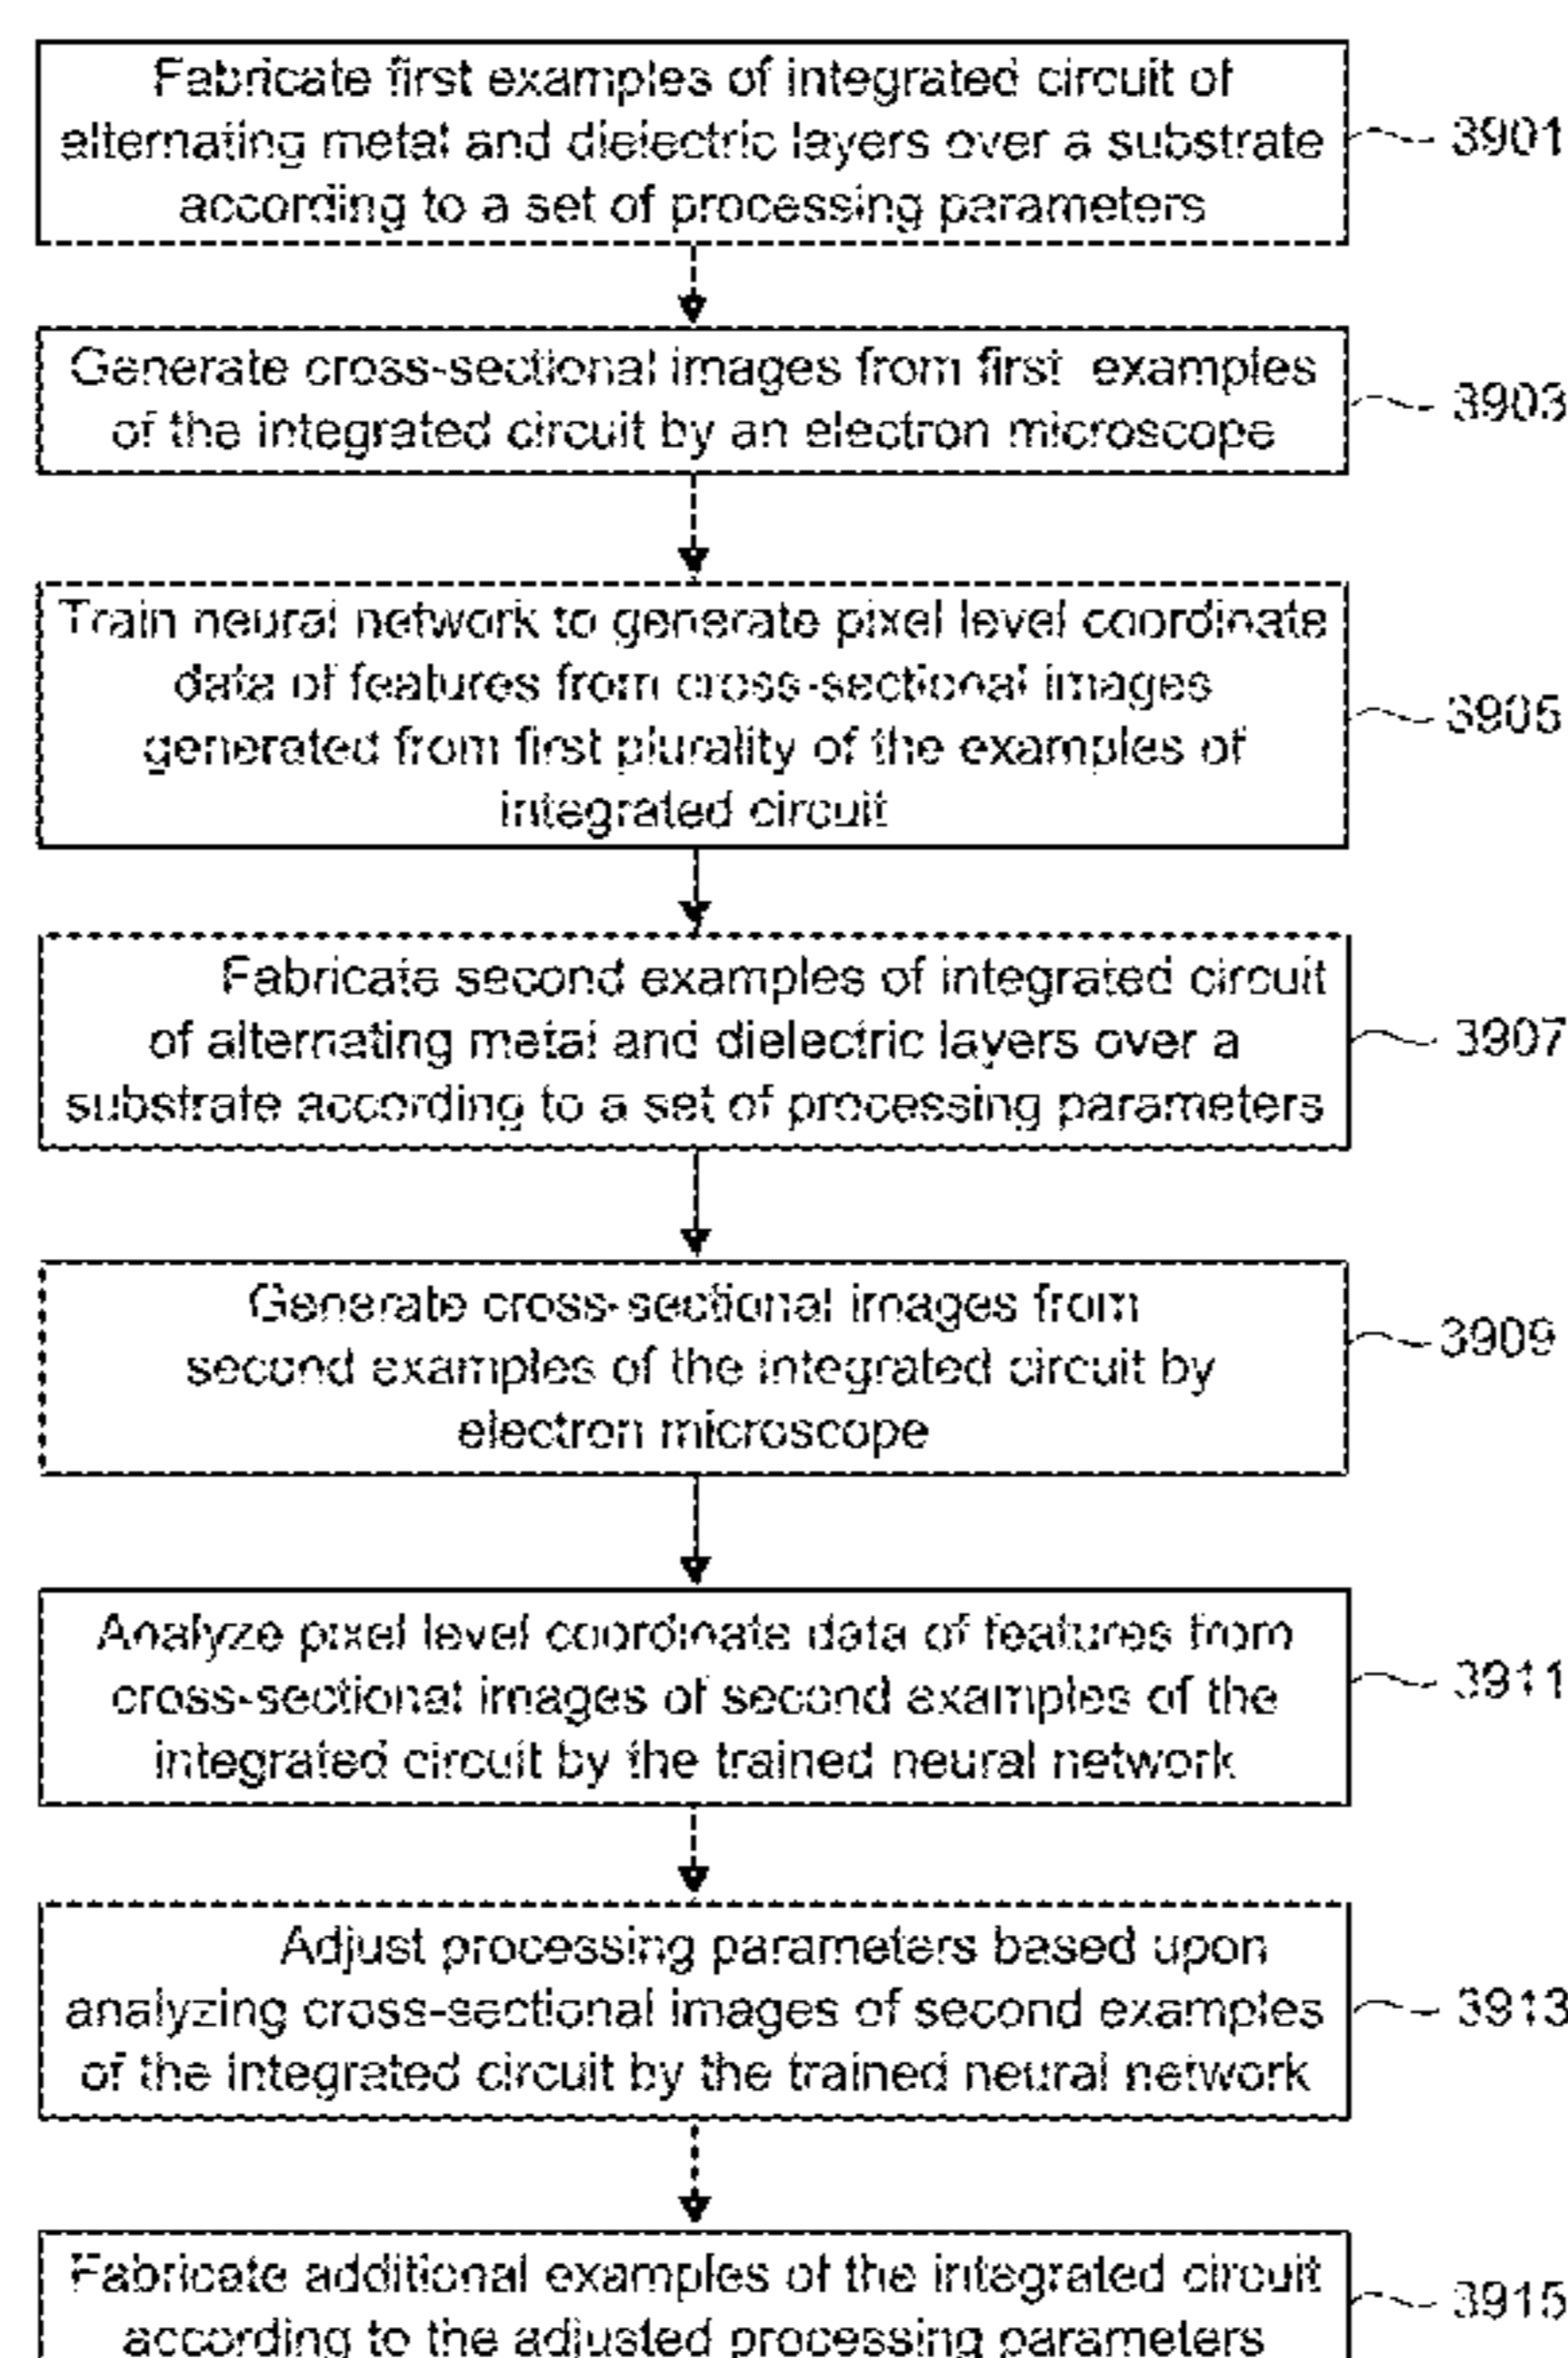 Fabricate first examples of integrated circuit of
alternating metal and dielectric layers over a substrate
according to a set of processing parameters
3901
Generate cross-sectional images from first examples
of the integrated circuit by an electron microscope
3903
Train neural network to generate pixel level coordinate
data of features from cross-sectional images
generated from first plurality of the examples of
integrated circuit
3905
Fabricate second examples of integrated circuit
of alternating metal and dielectric layers over a
substrate according to a set of processing parameters
3907
Generate cross-sectional images from
second examples of the integrated circuit by
electron microscope
3909
Analyze pixel level coordinate data of features from
cross-sectional images of second examples of the
integrated circuit by the trained neural network
3911
Adjust processing parameters based upon
analyzing cross-sectional images of second examples
of the integrated circuit by the trained neural network
3913
Fabricate additional examples of the integrated circuit
according to the adjusted processing parameters
3915